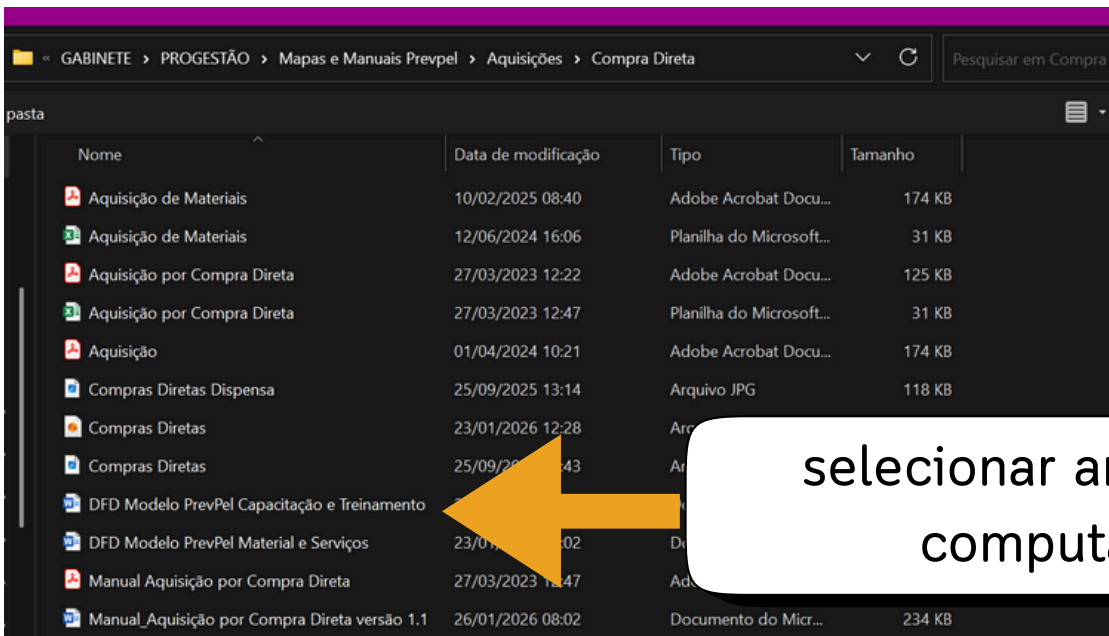 « GABINETE > PROGESTÃO > Mapas e Manuais Prevpel > Aquisições > Compra Direta Pesquisar em Compra
pasta
Nome Data de modificação Tipo Tamanho
Aquisição de Materiais 10/02/2025 08:40 Adobe Acrobat Docu... 174 KB
Aquisição de Materiais 12/06/2024 16:06 Planilha do Microsoft... 31 KB
Aquisição por Compra Direta 27/03/2023 12:22 Adobe Acrobat Docu... 125 KB
Aquisição por Compra Direta 27/03/2023 12:47 Planilha do Microsoft... 31 KB
Aquisição 01/04/2024 10:21 Adobe Acrobat Docu... 174 KB
Compras Diretas Dispensa 25/09/2025 13:14 Arquivo JPG 118 KB
Compras Diretas 23/01/2026 12:28
Compras Diretas
selecionar
DFD Modelo PrevPel Capacitação e Treinamento
DFD Modelo PrevPel Material e Serviços
Manual Aquisição por Compra Direta 27/03/2023
Manual_Aquisição por Compra Direta versão 1.1 26/01/2026 08:02 Documento do Micr... 234 KB